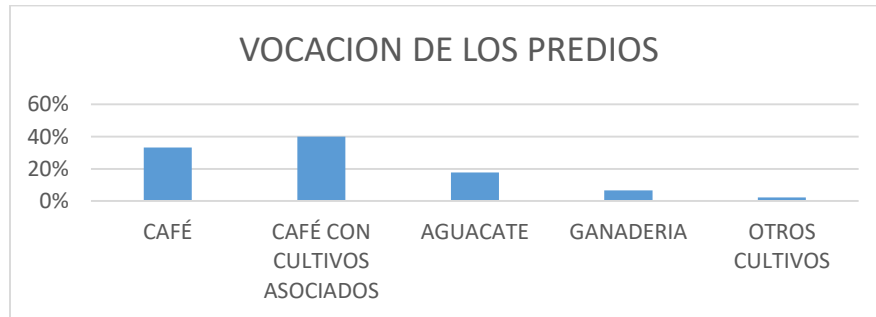 VOCACION DE LOS PREDIOS
60%
40%
20%
0%
CAFÉ
CAFÉ CON
CULTIVOS
ASOCIADOS
AGUACATE
GANADERIA
OTROS
CULTIVOS